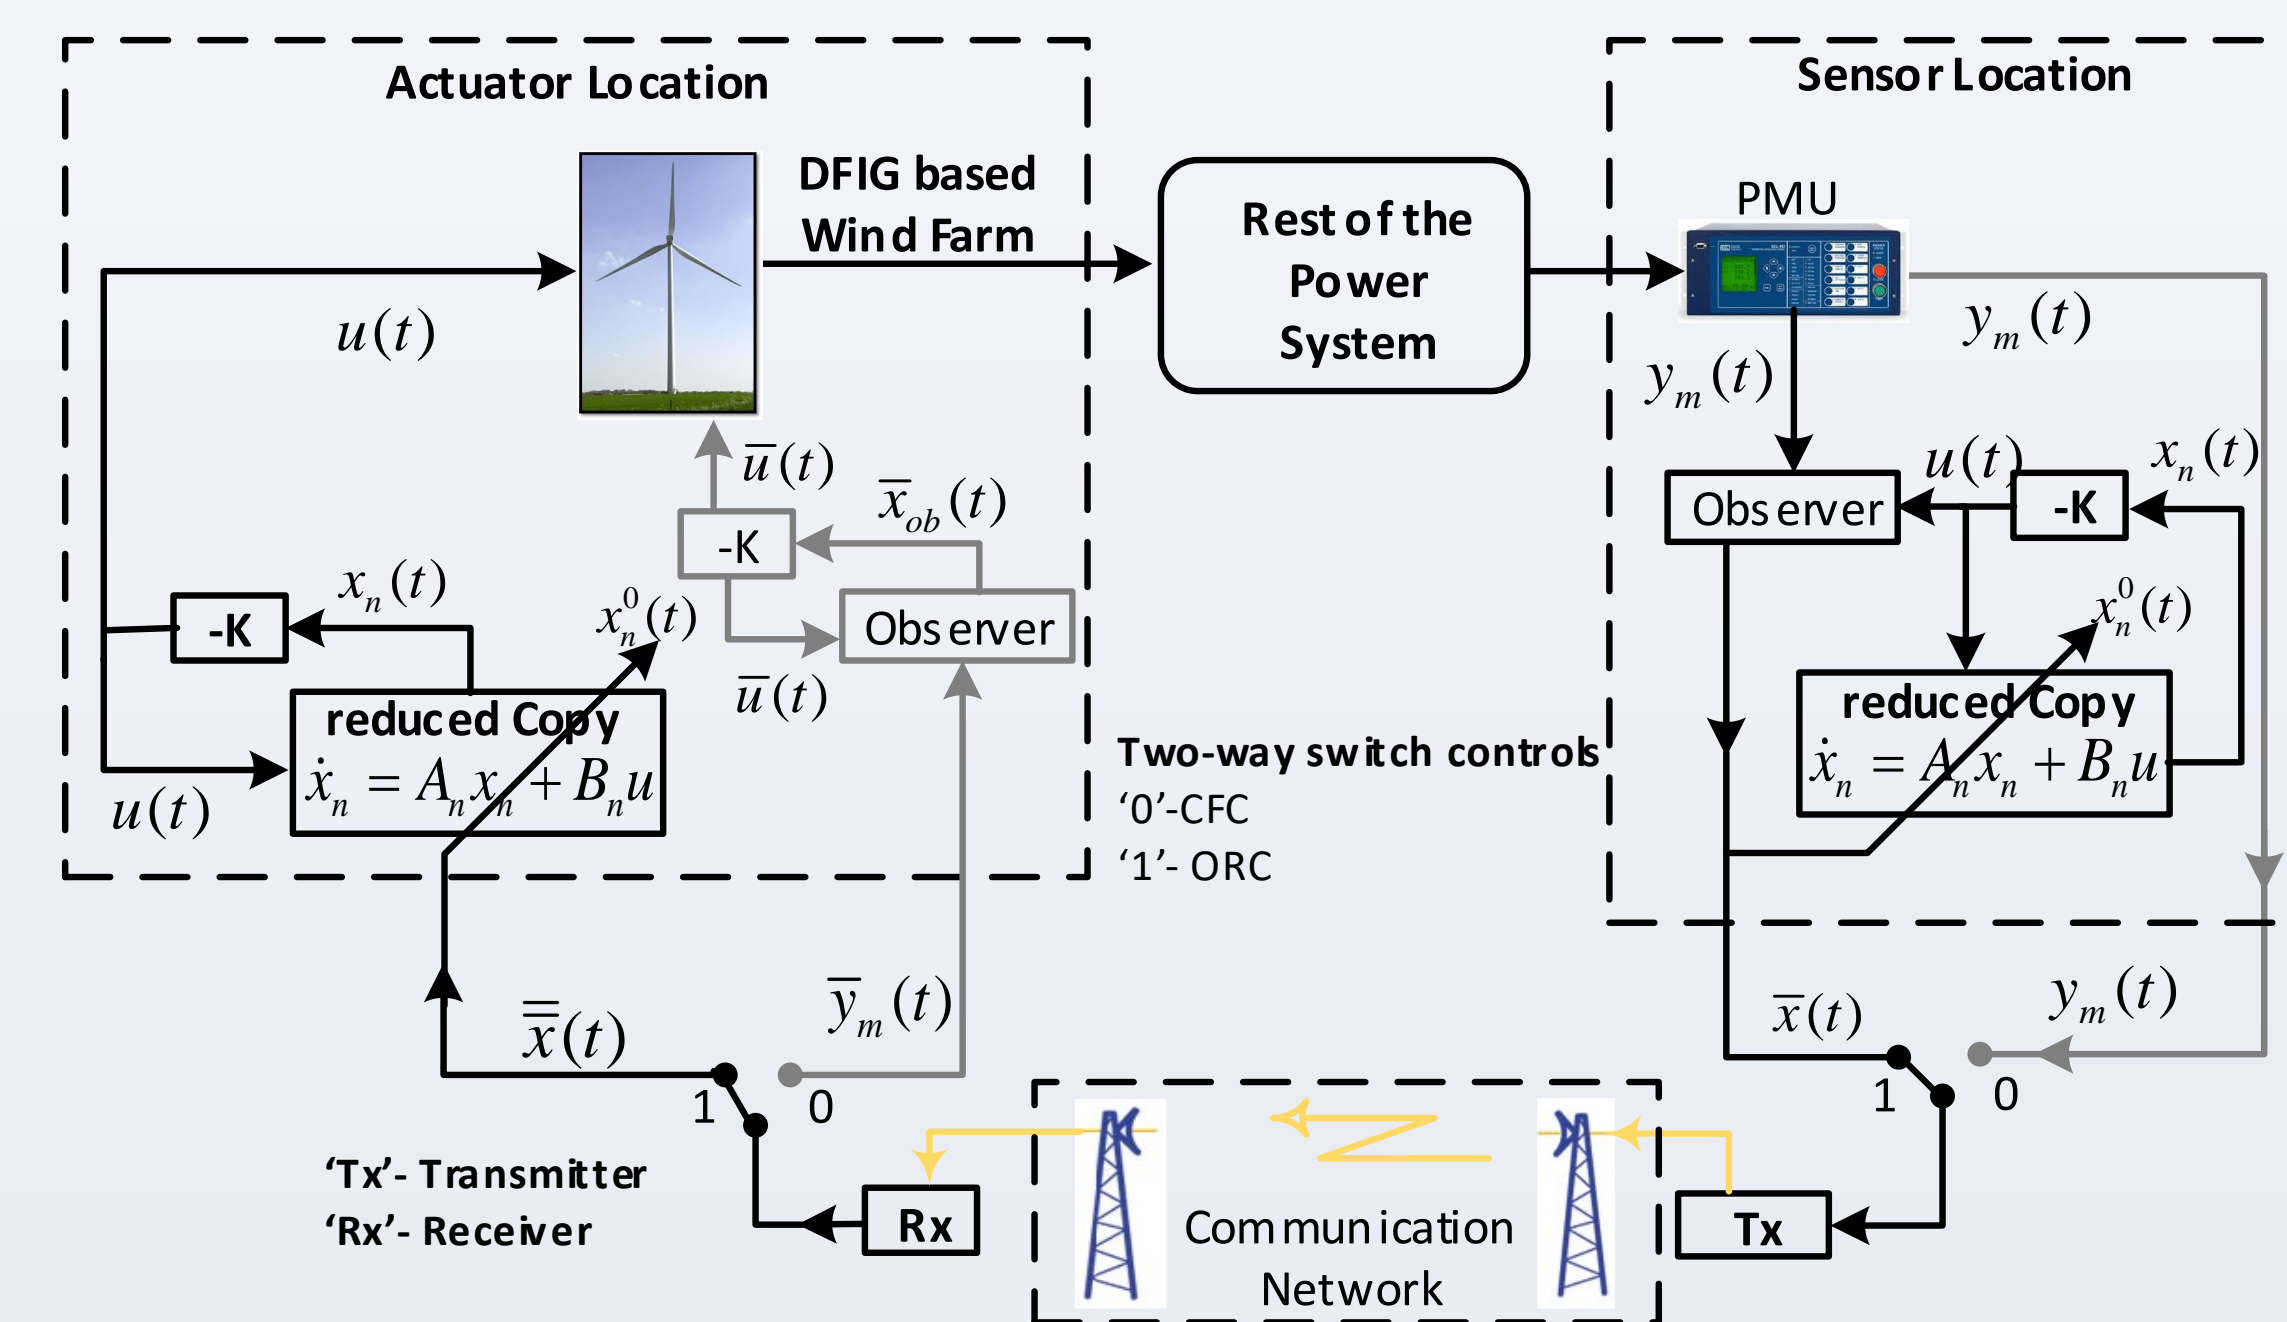 Actuator Location
Sensor Location
DFIG based
Wind Farm
Rest of the
Power
System
PMU
u(t)
y_m(t)
y_m(t)
u̅(t)
x̅_ob(t)
-K
Observer
u̅(t)
x_n(t)
-K
x_n^0(t)
reduced Copy
ẋ_n = A_n x_n + B_n u
u(t)
Observer
u(t)
-K
x_n(t)
x_n^0(t)
reduced Copy
ẋ_n = A_n x_n + B_n u
Two-way switch controls
‘0’-CFC
‘1’- ORC
x̿(t)
y̅_m(t)
1
0
x̅(t)
y_m(t)
1
0
‘Tx’- Transmitter
‘Rx’- Receiver
Rx
Communication
Network
Tx